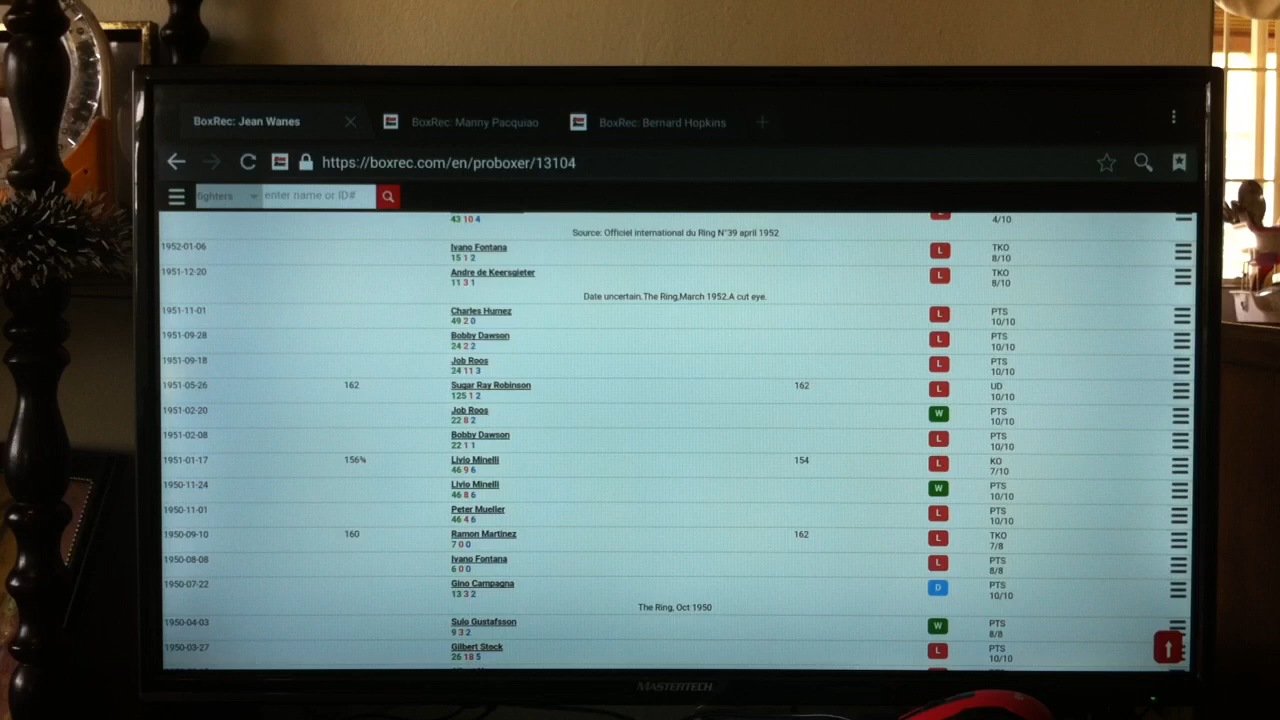 BoxRec: Jean Wanes
BoxRec: Manny Pacquiao
BoxRec: Bernard Hopkins
https://boxrec.com/en/proboxer/13104
fighters enter name or ID#
43 10 4 L 4/10
Source: Officiel international du Ring N°39 april 1952
1952-01-06 Ivano Fontana L TKO
15 1 2 8/10
1951-12-20 Andre de Keersgieter L TKO
11 3 1 8/10
Date uncertain.The Ring,March 1952.A cut eye.
1951-11-01 Charles Humez L PTS
49 2 0 10/10
1951-09-28 Bobby Dawson L PTS
24 2 2 10/10
1951-09-18 Job Roos L PTS
24 11 3 10/10
1951-05-26 162 Sugar Ray Robinson 162 L UD
125 1 2 10/10
1951-02-20 Job Roos W PTS
22 8 2 10/10
1951-02-08 Bobby Dawson L PTS
22 1 1 10/10
1951-01-17 Livio Minelli 154 L KO
46 9 6 7/10
1950-11-24 Livio Minelli W PTS
46 8 6 10/10
1950-11-01 Peter Mueller L PTS
46 4 6 10/10
1950-09-10 160 Ramon Martinez 162 L TKO
7 0 0 7/8
1950-08-08 Ivano Fontana L PTS
6 0 0 8/8
1950-07-22 Gino Campagna D PTS
13 3 2 10/10
The Ring, Oct 1950
1950-04-03 Sulo Gustafsson W PTS
9 3 2 8/8
1950-03-27 Gilbert Stock L PTS
26 18 5 10/10
MASTERTECH